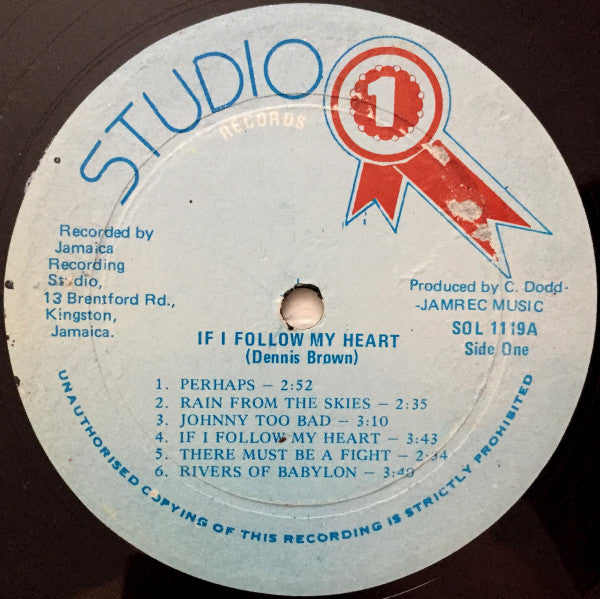 STUDIO 1
RECORDS
Recorded by
Jamaica
Recording
Studio,
13 Brentford Rd.,
Kingston,
Jamaica.
Produced by C. Dodd-
-JAMREC MUSIC
SOL 1119A
Side One
IF I FOLLOW MY HEART
(Dennis Brown)
1. PERHAPS – 2:52
2. RAIN FROM THE SKIES – 2:35
3. JOHNNY TOO BAD – 3:10
4. IF I FOLLOW MY HEART – 3:43
5. THERE MUST BE A FIGHT –
6. RIVERS OF BABYLON –
UNAUTHORISED COPYING OF THIS RECORDING IS STRICTLY PROHIBITED